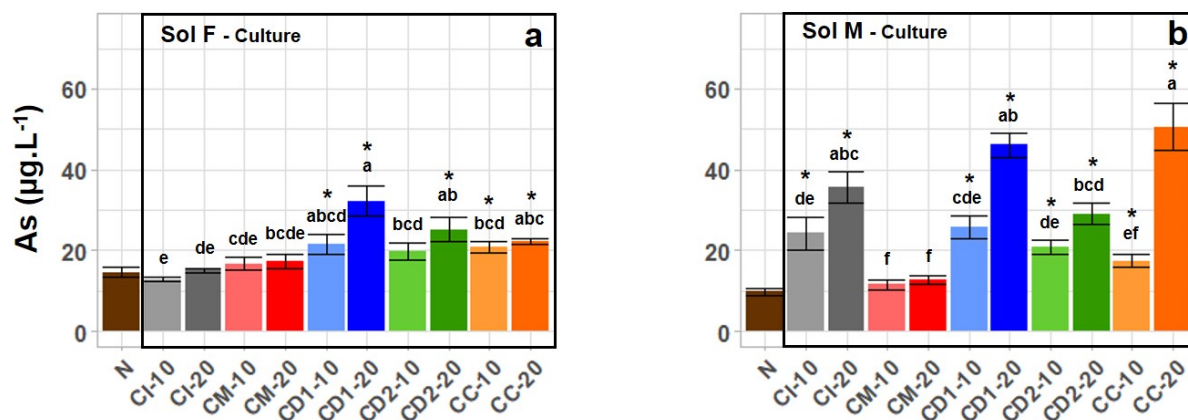 As (µg.L-1)
Sol F - Culture
a
60
40
20
0
e
de
cde
bcde
*
abcd
*
a
bcd
*
ab
*
bcd
*
abc
N
CI-10
CI-20
CM-10
CM-20
CD1-10
CD1-20
CD2-10
CD2-20
CC-10
CC-20
Sol M - Culture
b
60
40
20
0
*
de
*
abc
f
f
*
cde
*
ab
*
de
*
bcd
*
ef
*
a
N
CI-10
CI-20
CM-10
CM-20
CD1-10
CD1-20
CD2-10
CD2-20
CC-10
CC-20